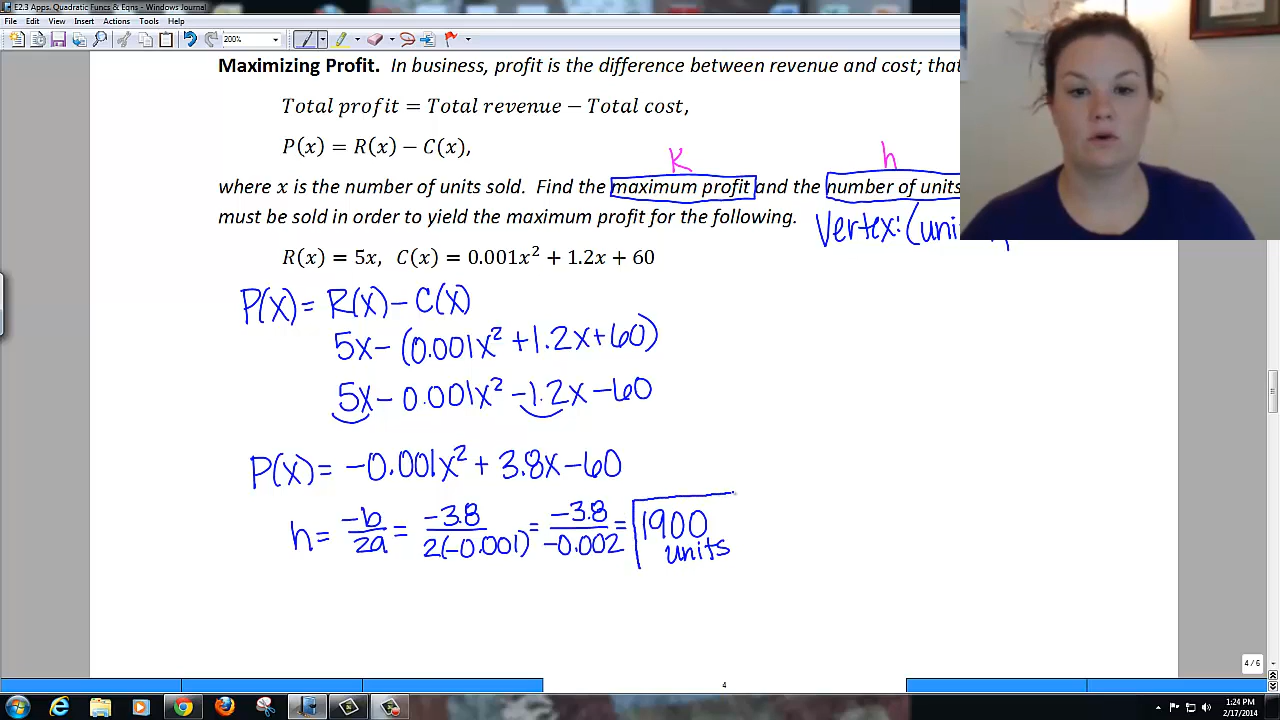 E2.3 Apps. Quadratic Funcs & Eqns - Windows Journal
File Edit View Insert Actions Tools Help
200%
Maximizing Profit. In business, profit is the difference between revenue and cost; that
Total profit = Total revenue − Total cost,
P(x) = R(x) − C(x),
K h
where x is the number of units sold. Find the maximum profit and the number of units
must be sold in order to yield the maximum profit for the following.
Vertex: (uni
R(x) = 5x, C(x) = 0.001x² + 1.2x + 60
P(x) = R(x) − C(x)
5x − (0.001x² + 1.2x + 60)
5x − 0.001x² − 1.2x − 60
P(x) = −0.001x² + 3.8x − 60
h = −b/2a = −3.8/2(−0.001) = −3.8/−0.002 = 1900 units
4 / 6
4
1:24 PM
2/17/2014